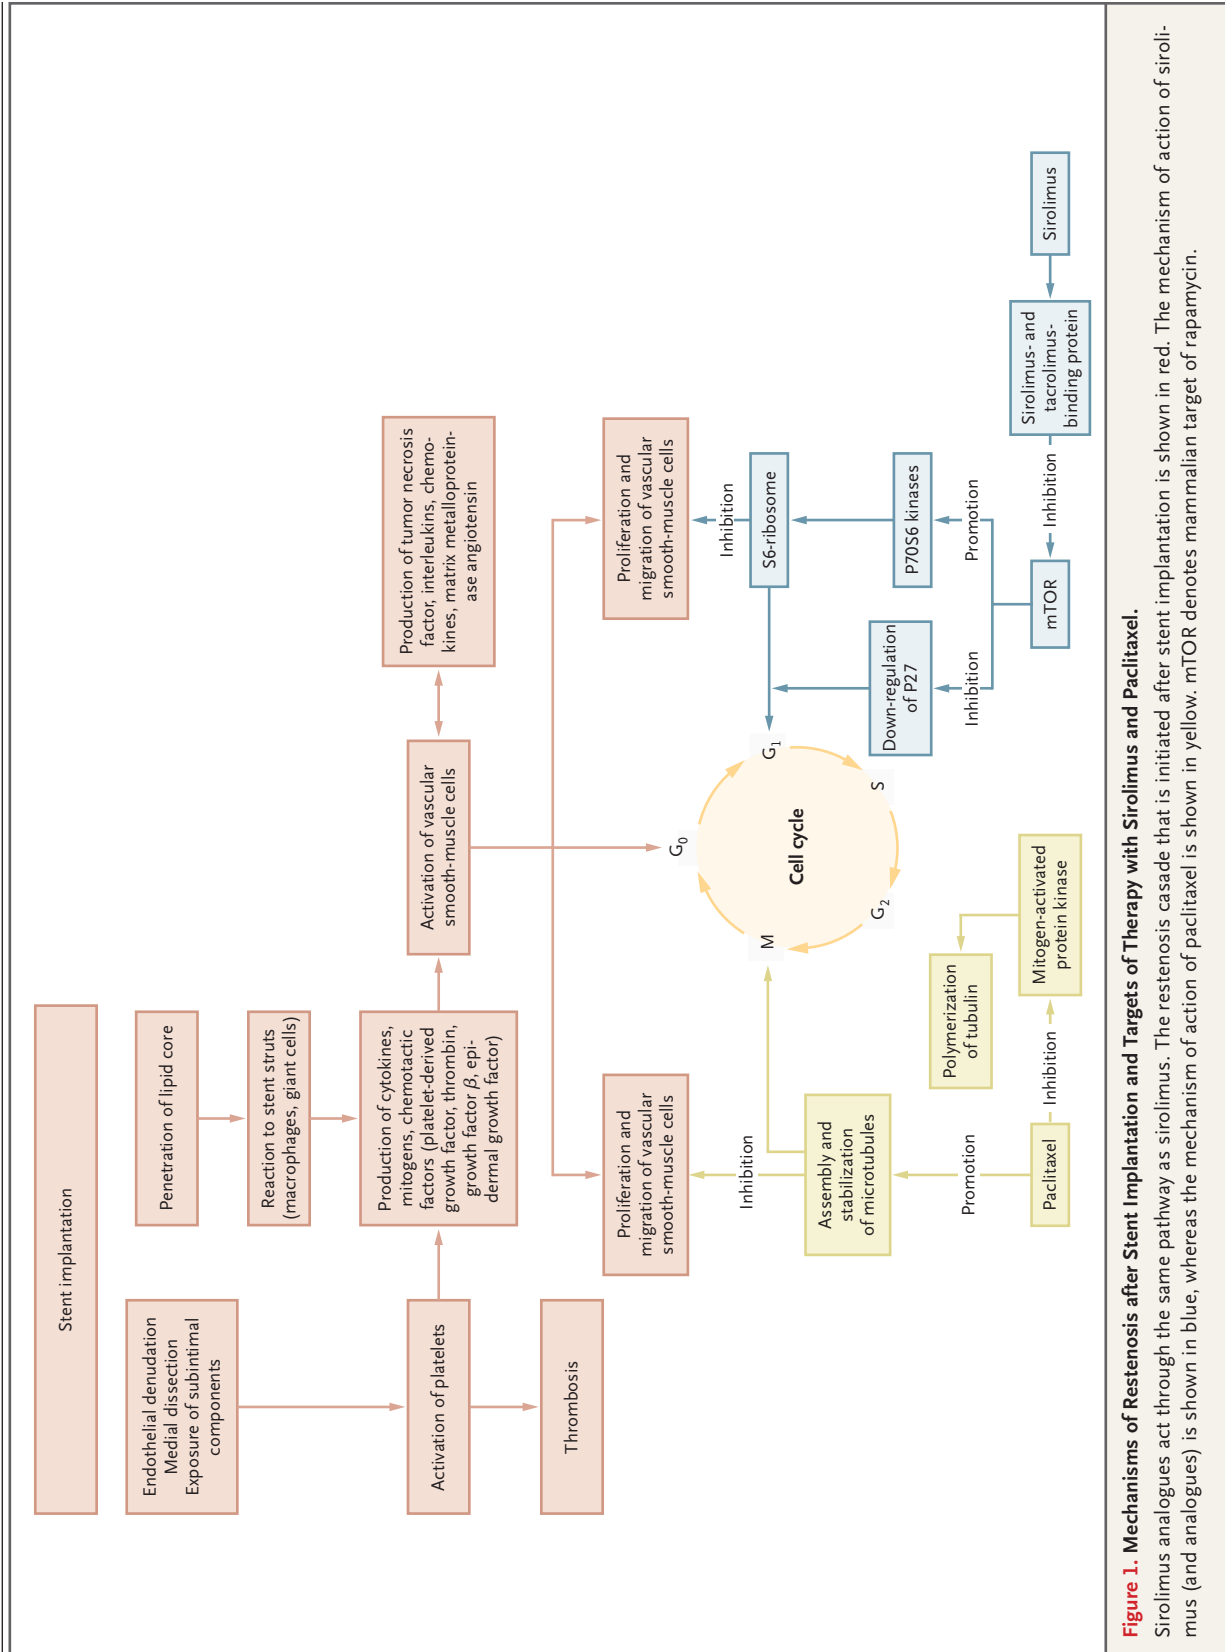 Stent implantation
Endothelial denudation
Medial dissection
Exposure of subintimal
components
Penetration of lipid core
Reaction to stent struts
(macrophages, giant cells)
Activation of platelets
Production of cytokines,
mitogens, chemotactic
factors (platelet-derived
growth factor, thrombin,
growth factor β, epi-
dermal growth factor)
Activation of vascular
smooth-muscle cells
Production of tumor necrosis
factor, interleukins, chemo-
kines, matrix metalloprotein-
ase angiotensin
Thrombosis
Proliferation and
migration of vascular
smooth-muscle cells
Proliferation and
migration of vascular
smooth-muscle cells
Inhibition
G0
Inhibition
M
Cell cycle
G1
S6-ribosome
Assembly and
stabilization
of microtubules
G2
S
Down-regulation
of P27
P70S6 kinases
Polymerization
of tubulin
Promotion
Inhibition
Promotion
Paclitaxel
Inhibition
Mitogen-activated
protein kinase
mTOR
Inhibition
Sirolimus- and
tacrolimus-
binding protein
Sirolimus
Figure 1. Mechanisms of Restenosis after Stent Implantation and Targets of Therapy with Sirolimus and Paclitaxel.
Sirolimus analogues act through the same pathway as sirolimus. The restenosis casade that is initiated after stent implantation is shown in red. The mechanism of action of siroli-
mus (and analogues) is shown in blue, whereas the mechanism of action of paclitaxel is shown in yellow. mTOR denotes mammalian target of rapamycin.